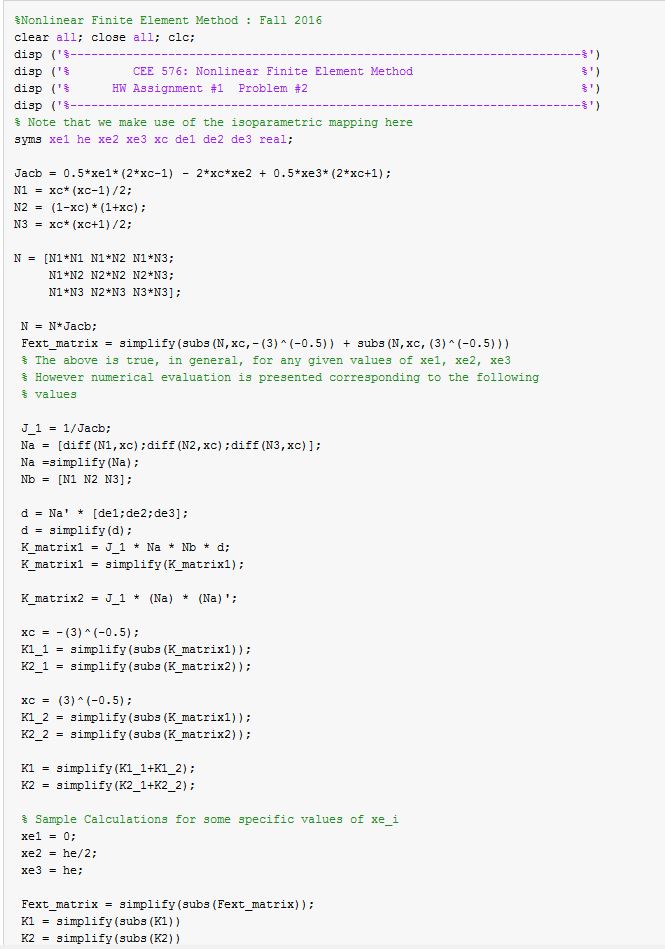 %Nonlinear Finite Element Method : Fall 2016
clear all; close all; clc;
disp ('%-------------------------------------------------------------------------%')
disp ('%         CEE 576: Nonlinear Finite Element Method                        %')
disp ('%      HW Assignment #1  Problem #2                                       %')
disp ('%-------------------------------------------------------------------------%')
% Note that we make use of the isoparametric mapping here
syms xe1 he xe2 xe3 xc de1 de2 de3 real;
Jacb = 0.5*xe1*(2*xc-1) - 2*xc*xe2 + 0.5*xe3*(2*xc+1);
N1 = xc*(xc-1)/2;
N2 = (1-xc)*(1+xc);
N3 = xc*(xc+1)/2;
N = [N1*N1 N1*N2 N1*N3;
N1*N2 N2*N2 N2*N3;
N1*N3 N2*N3 N3*N3];
N = N*Jacb;
Fext_matrix = simplify(subs(N,xc,-(3)^(-0.5)) + subs(N,xc,(3)^(-0.5)))
% The above is true, in general, for any given values of xe1, xe2, xe3
% However numerical evaluation is presented corresponding to the following
% values
J_1 = 1/Jacb;
Na = [diff(N1,xc);diff(N2,xc);diff(N3,xc)];
Na =simplify(Na);
Nb = [N1 N2 N3];
d = Na' * [de1;de2;de3];
d = simplify(d);
K_matrix1 = J_1 * Na * Nb * d;
K_matrix1 = simplify(K_matrix1);
K_matrix2 = J_1 * (Na) * (Na)';
xc = -(3)^(-0.5);
K1_1 = simplify(subs(K_matrix1));
K2_1 = simplify(subs(K_matrix2));
xc = (3)^(-0.5);
K1_2 = simplify(subs(K_matrix1));
K2_2 = simplify(subs(K_matrix2));
K1 = simplify(K1_1+K1_2);
K2 = simplify(K2_1+K2_2);
% Sample Calculations for some specific values of xe_i
xe1 = 0;
xe2 = he/2;
xe3 = he;
Fext_matrix = simplify(subs(Fext_matrix));
K1 = simplify(subs(K1))
K2 = simplify(subs(K2))